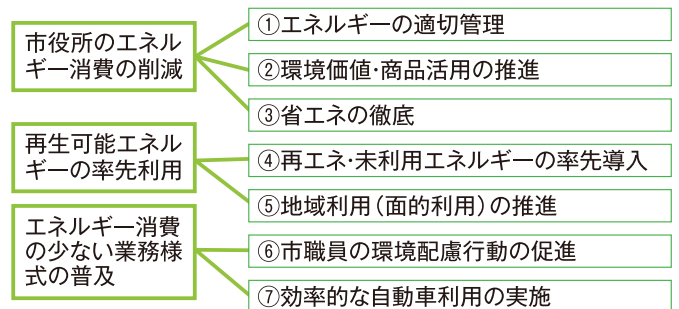 市役所のエネル
ギー消費の削減
①エネルギーの適切管理
②環境価値･商品活用の推進
③省エネの徹底
再生可能エネル
ギーの率先利用
④再エネ･未利用エネルギーの率先導入
⑤地域利用（面的利用）の推進
エネルギー消費
の少ない業務様
式の普及
⑥市職員の環境配慮行動の促進
⑦効率的な自動車利用の実施